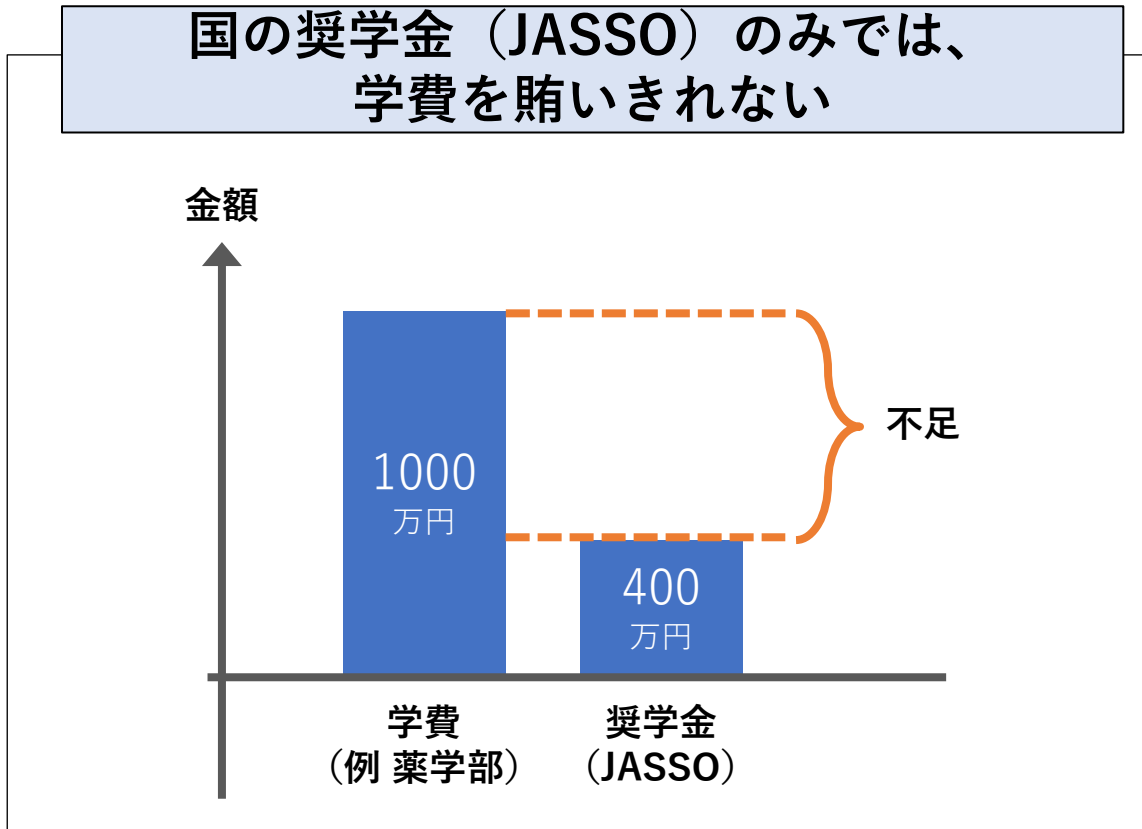 国の奨学金（JASSO）のみでは、
学費を賄いきれない
金額
不足
1000
万円
400
万円
学費
（例 薬学部）
奨学金
（JASSO）